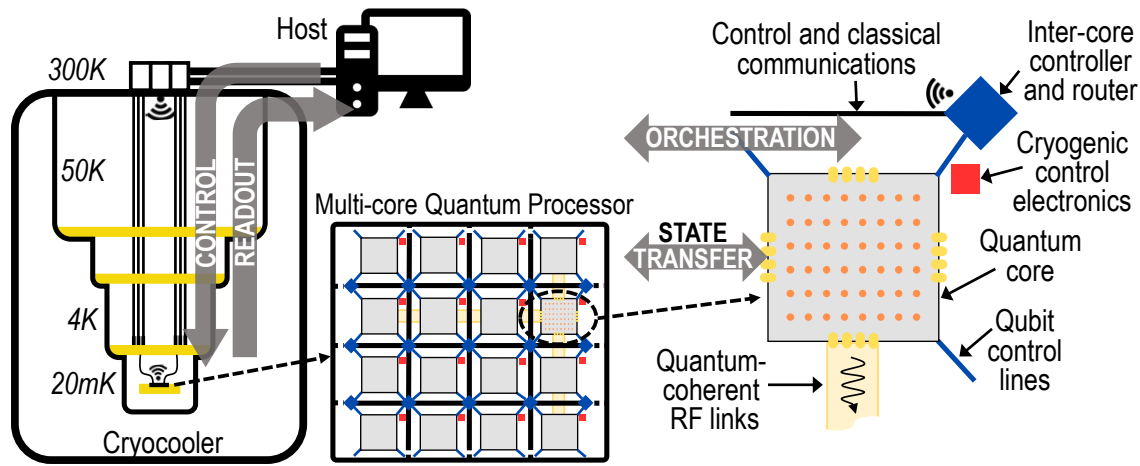 Host
300K
50K
4K
20mK
Cryocooler
CONTROL
READOUT
Multi-core Quantum Processor
Control and classical
communications
Inter-core
controller
and router
ORCHESTRATION
Cryogenic
control
electronics
STATE
TRANSFER
Quantum
core
Qubit
control
lines
Quantum-
coherent
RF links